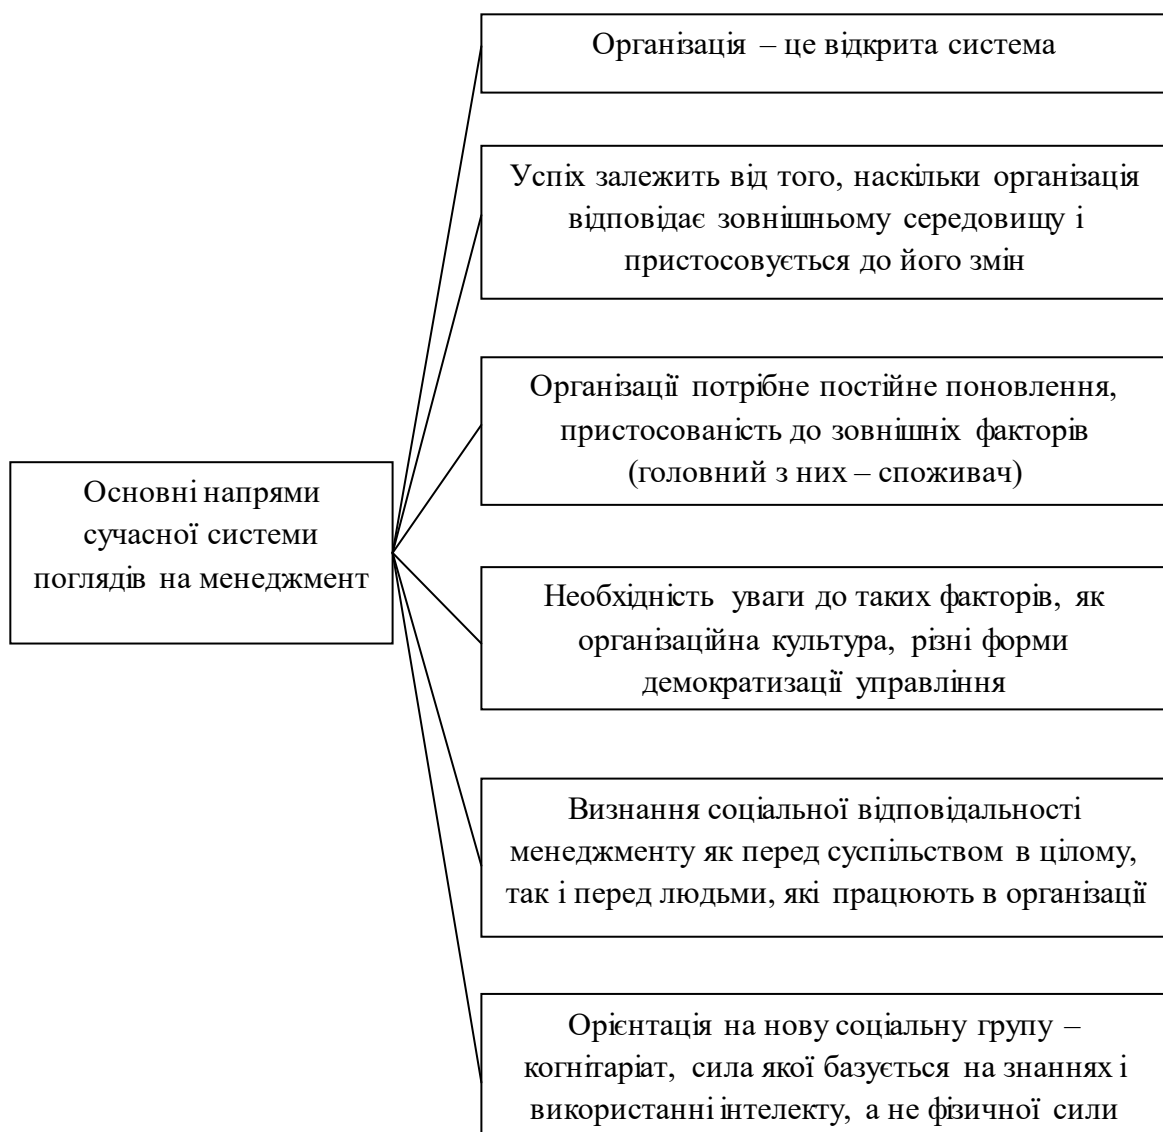 Організація – це відкрита система
Успіх залежить від того, наскільки організація
відповідає зовнішньому середовищу і
пристосовується до його змін
Організації потрібне постійне поновлення,
пристосованість до зовнішніх факторів
(головний з них – споживач)
Основні напрями
сучасної системи
поглядів на менеджмент
Необхідність уваги до таких факторів, як
організаційна культура, різні форми
демократизації управління
Визнання соціальної відповідальності
менеджменту як перед суспільством в цілому,
так і перед людьми, які працюють в організації
Орієнтація на нову соціальну групу –
когнітаріат, сила якої базується на знаннях і
використанні інтелекту, а не фізичної сили